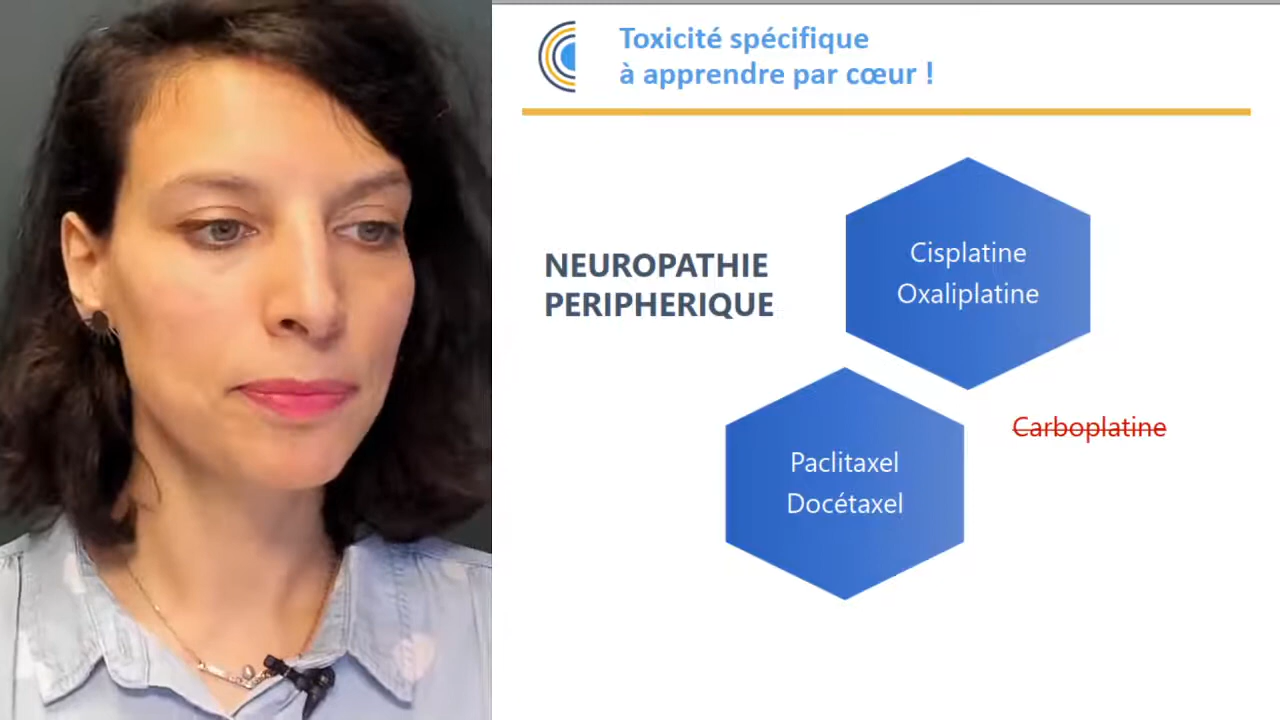 Toxicité spécifique
à apprendre par cœur !
NEUROPATHIE
PERIPHERIQUE
Cisplatine
Oxaliplatine
Carboplatine
Paclitaxel
Docétaxel